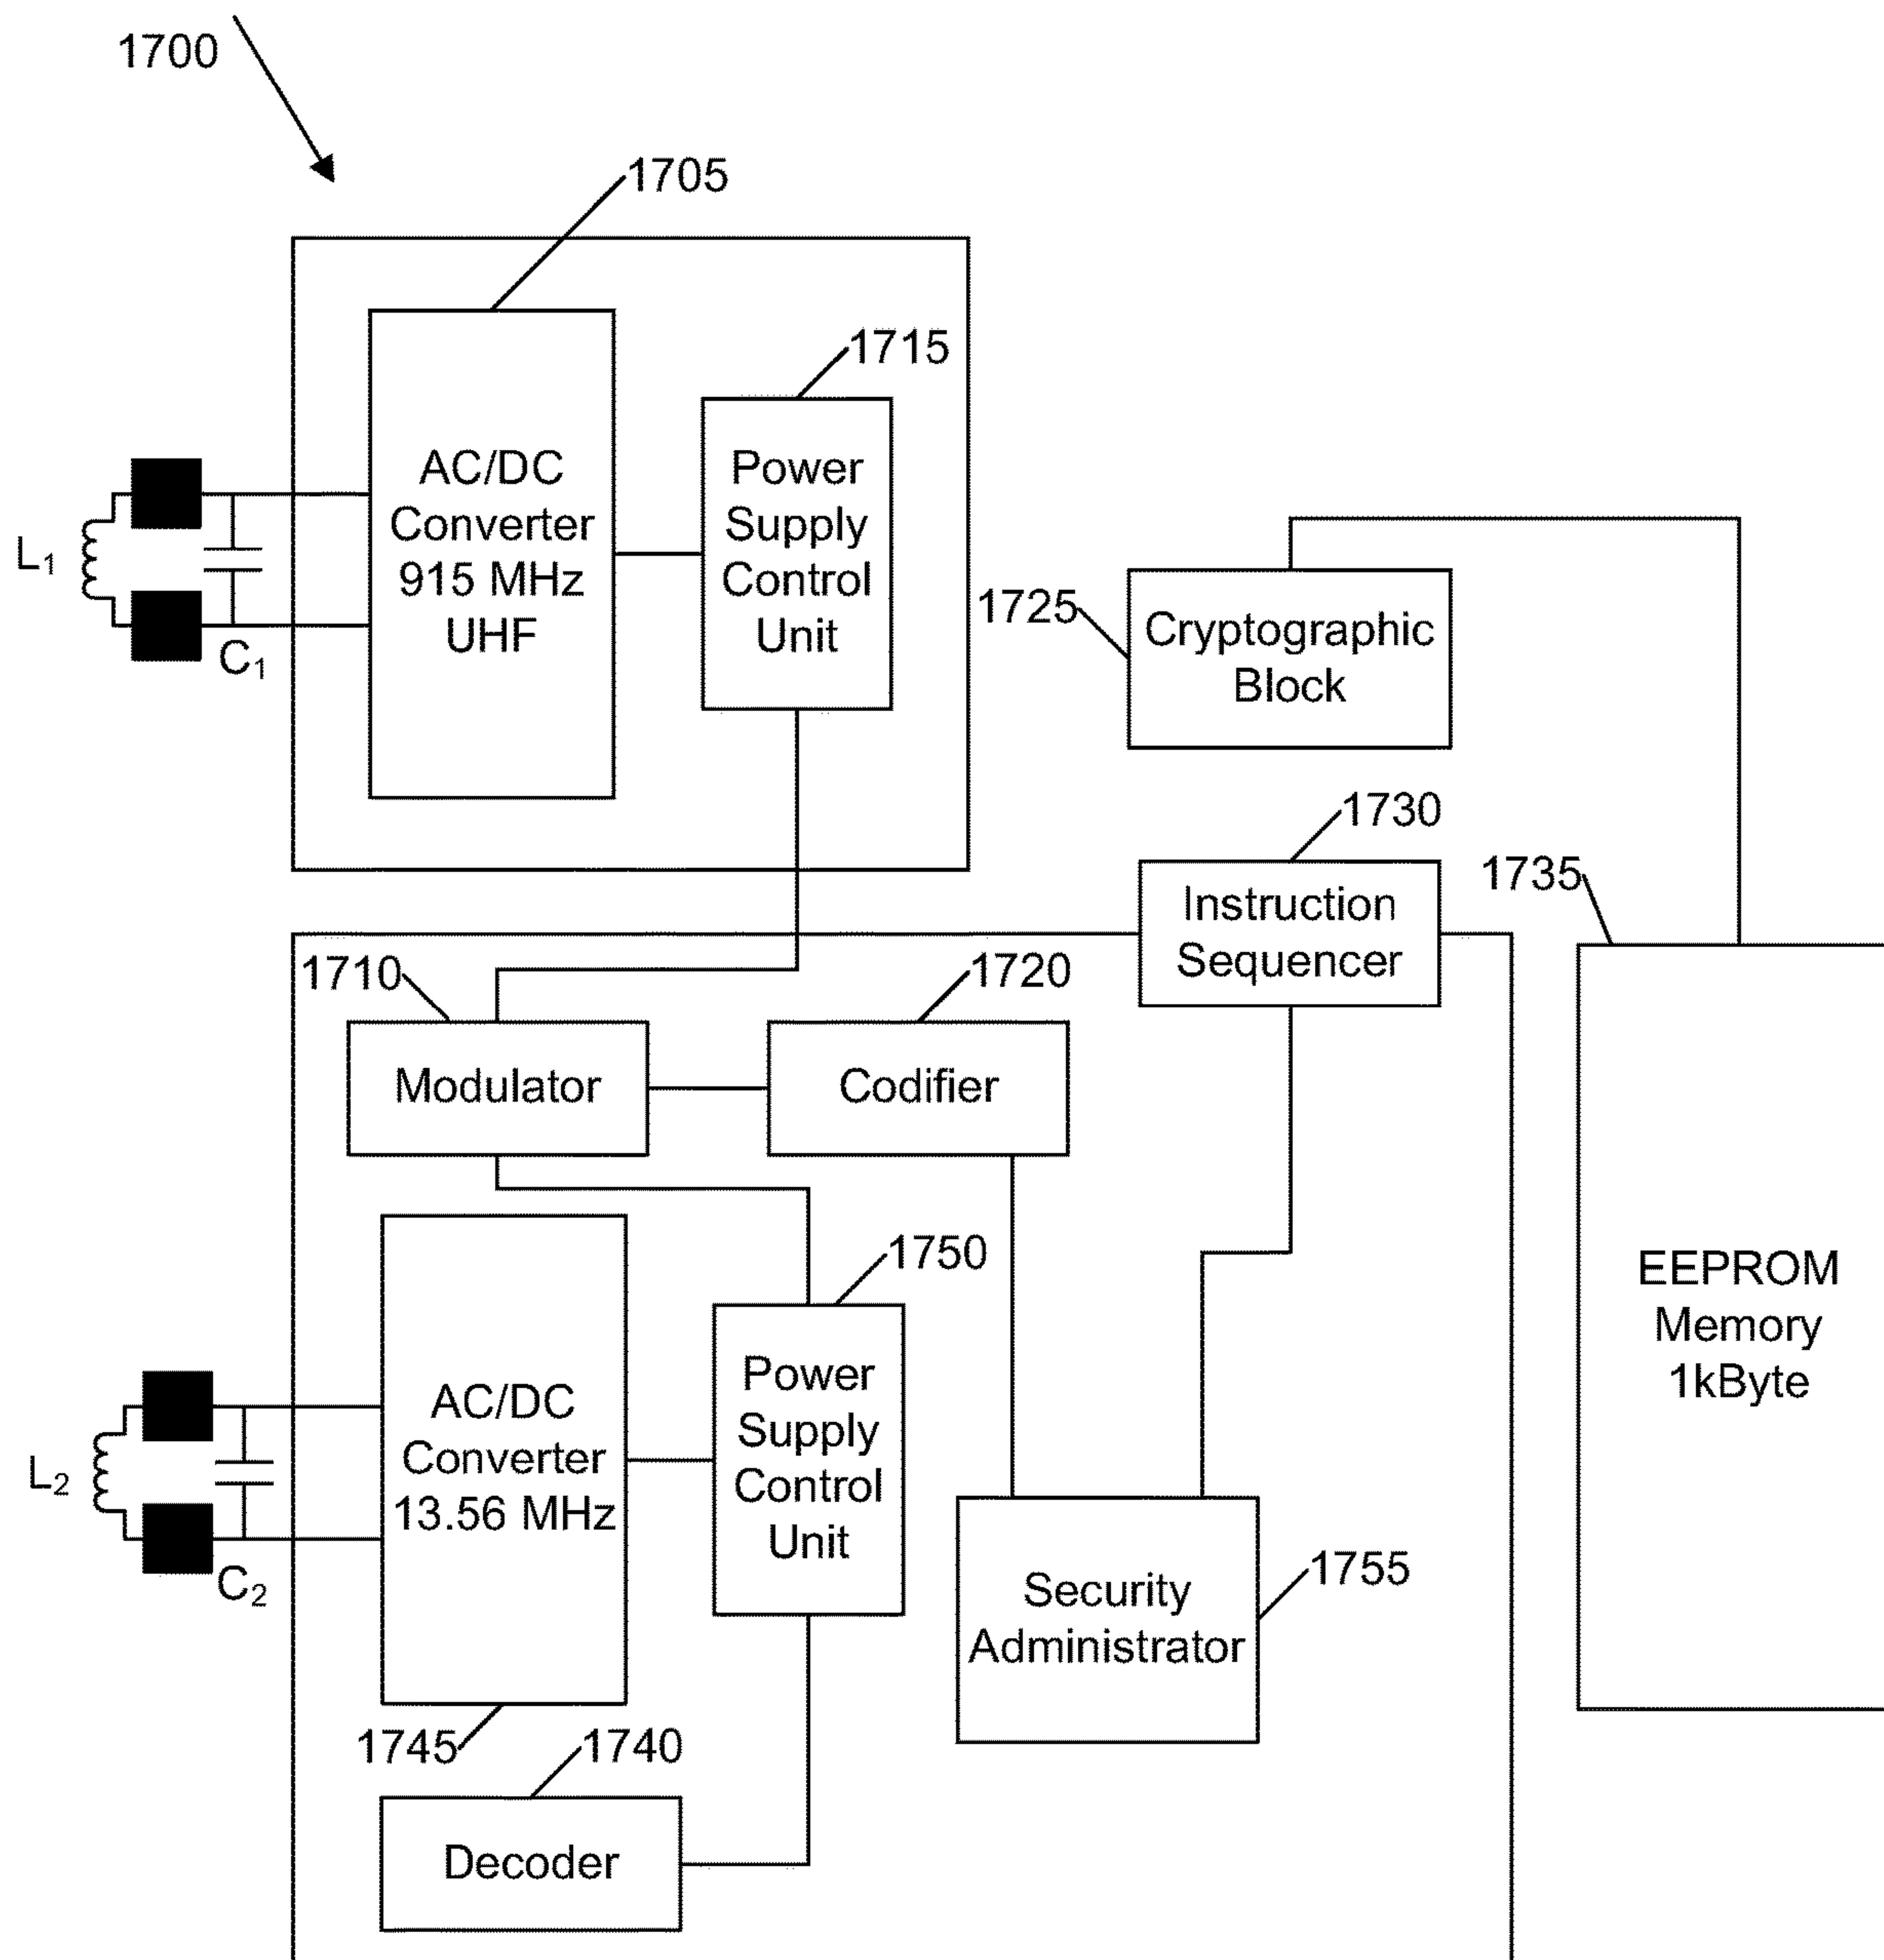 1700
1705
1715
AC/DC
Converter
915 MHz
UHF
Power
Supply
Control
Unit
L₁
C₁
1725
Cryptographic
Block
1730
Instruction
Sequencer
1735
EEPROM
Memory
1kByte
1710
Modulator
1720
Codifier
1750
AC/DC
Converter
13.56 MHz
Power
Supply
Control
Unit
L₂
C₂
Security
Administrator
1755
1745
1740
Decoder